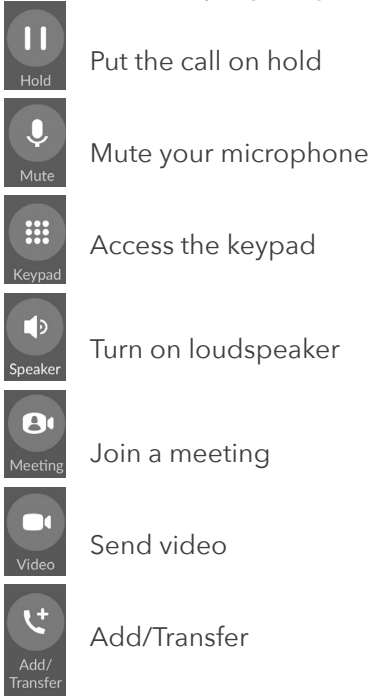 Hold
Put the call on hold
Mute
Mute your microphone
Keypad
Access the keypad
Speaker
Turn on loudspeaker
Meeting
Join a meeting
Video
Send video
Add/
Transfer
Add/Transfer